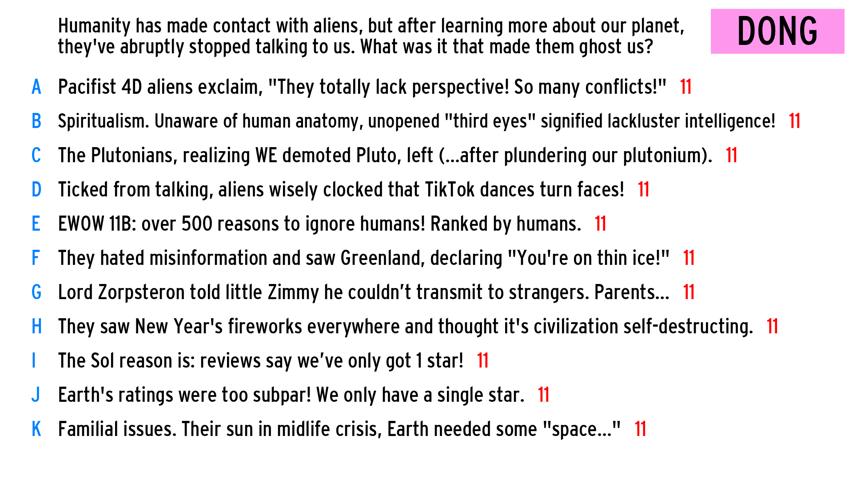 Humanity has made contact with aliens, but after learning more about our planet,
they've abruptly stopped talking to us. What was it that made them ghost us?
DONG
A Pacifist 4D aliens exclaim, "They totally lack perspective! So many conflicts!" 11
B Spiritualism. Unaware of human anatomy, unopened "third eyes" signified lackluster intelligence! 11
C The Plutonians, realizing WE demoted Pluto, left (...after plundering our plutonium). 11
D Ticked from talking, aliens wisely clocked that TikTok dances turn faces! 11
E EWOW 11B: over 500 reasons to ignore humans! Ranked by humans. 11
F They hated misinformation and saw Greenland, declaring "You're on thin ice!" 11
G Lord Zorpsteron told little Zimmy he couldn’t transmit to strangers. Parents... 11
H They saw New Year's fireworks everywhere and thought it's civilization self-destructing. 11
I The Sol reason is: reviews say we’ve only got 1 star! 11
J Earth's ratings were too subpar! We only have a single star. 11
K Familial issues. Their sun in midlife crisis, Earth needed some "space..." 11